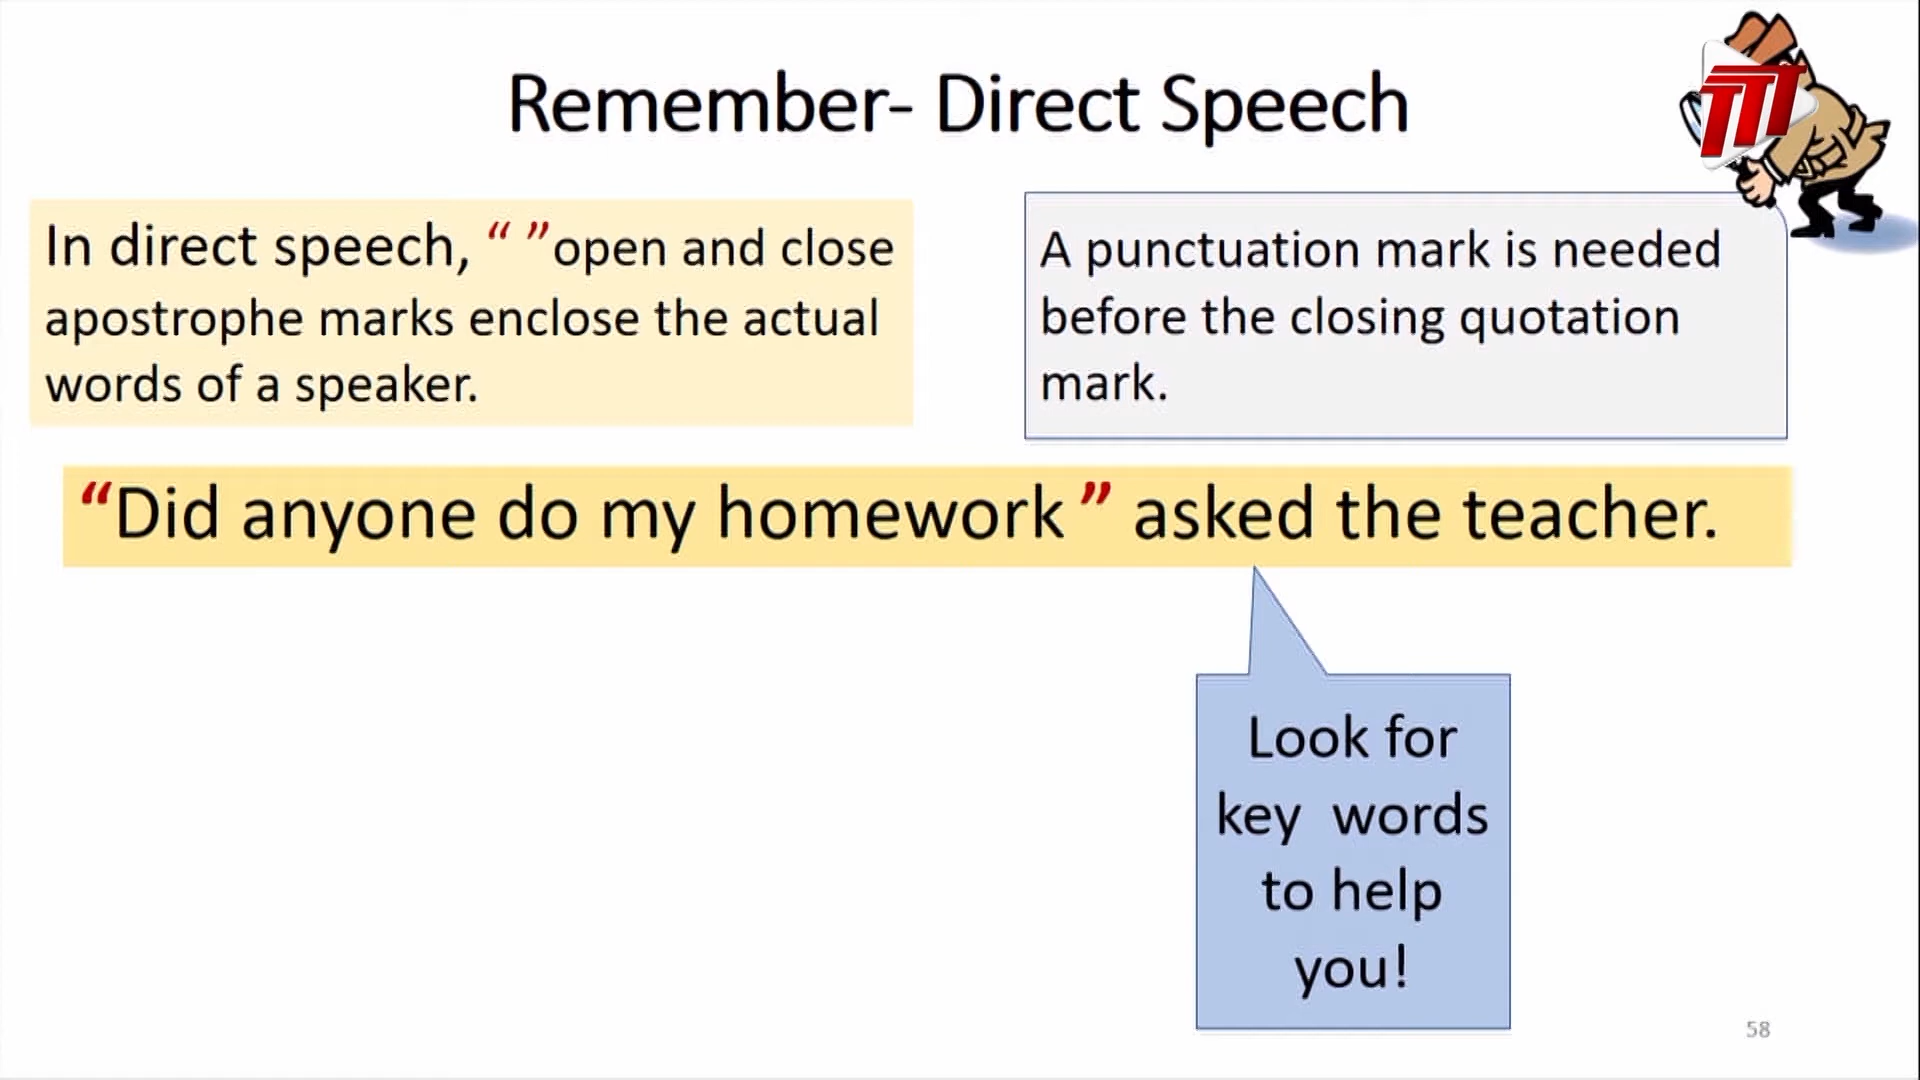 Remember- Direct Speech
TTT
In direct speech, “ ” open and close
apostrophe marks enclose the actual
words of a speaker.
A punctuation mark is needed
before the closing quotation
mark.
“Did anyone do my homework ” asked the teacher.
Look for
key words
to help
you!
58